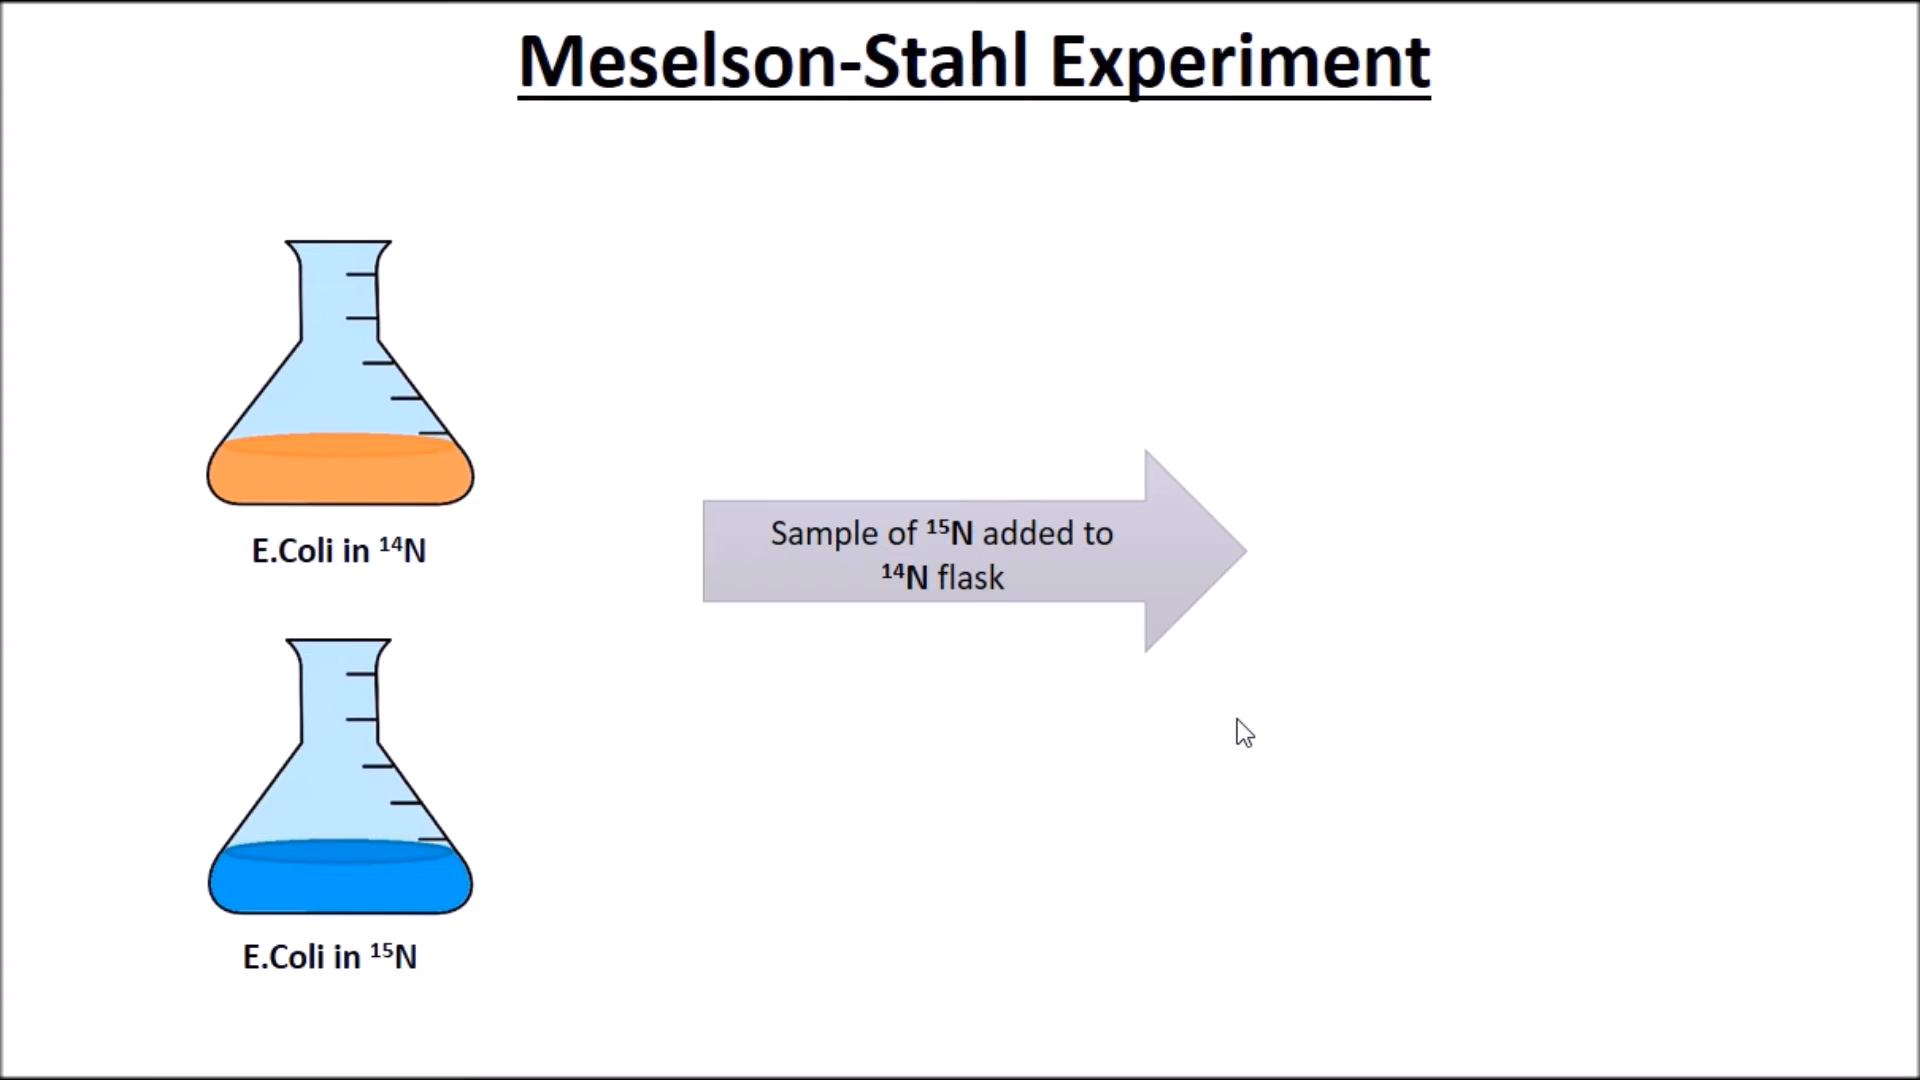 Meselson-Stahl Experiment
E.Coli in ¹⁴N
Sample of ¹⁵N added to
¹⁴N flask
E.Coli in ¹⁵N